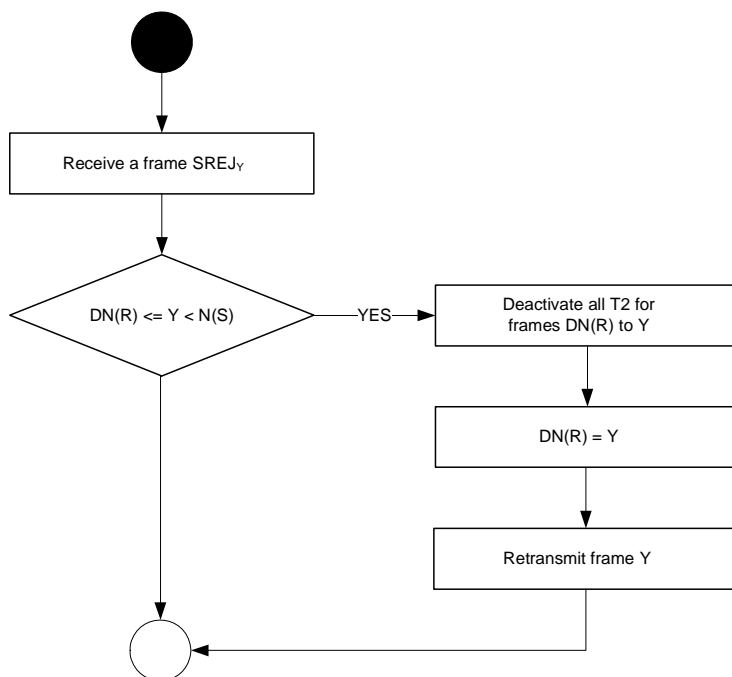 Receive a frame SREJY
DN(R) <= Y < N(S)
YES
Deactivate all T2 for
frames DN(R) to Y
DN(R) = Y
Retransmit frame Y